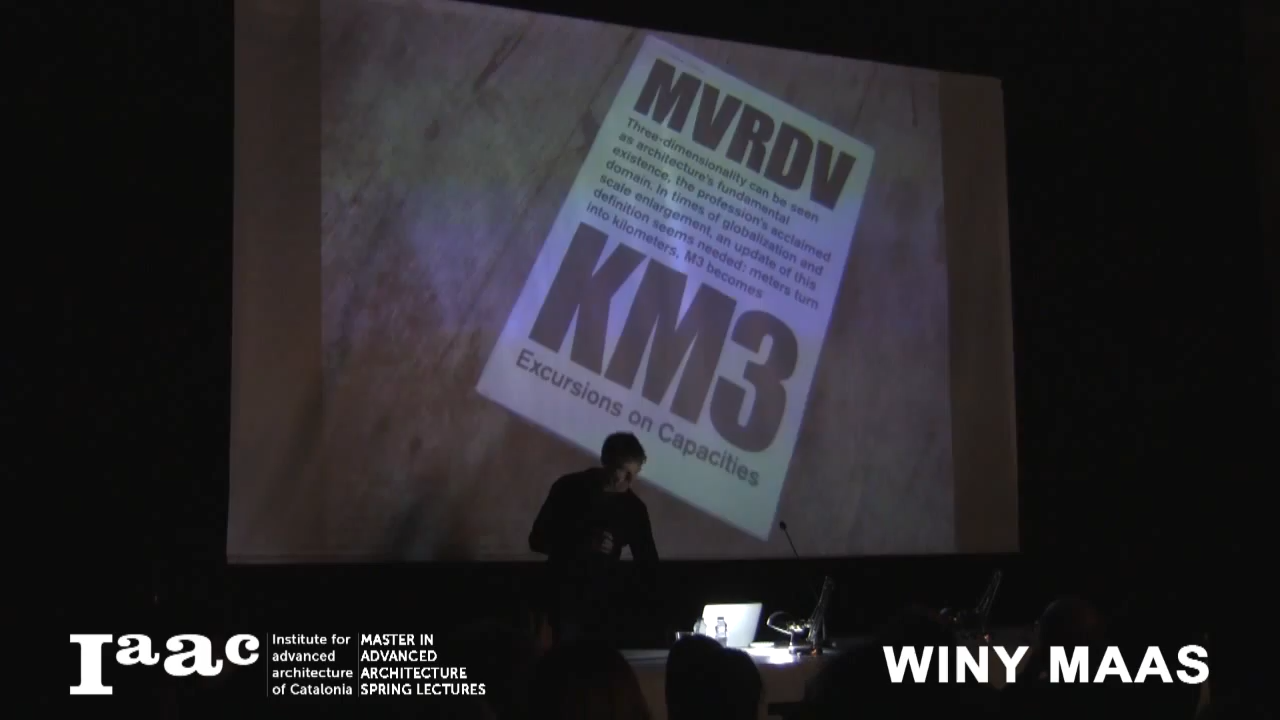 MVRDV
Three-dimensionality can be seen
as architecture's fundamental
existence, the profession's acclaimed
domain. In times of globalization and
scale enlargement, an update of this
definition seems needed: meters turn
into kilometers, M3 becomes
KM3
Excursions on Capacities
Iaac
Institute for
advanced
architecture
of Catalonia
MASTER IN
ADVANCED
ARCHITECTURE
SPRING LECTURES
WINY MAAS